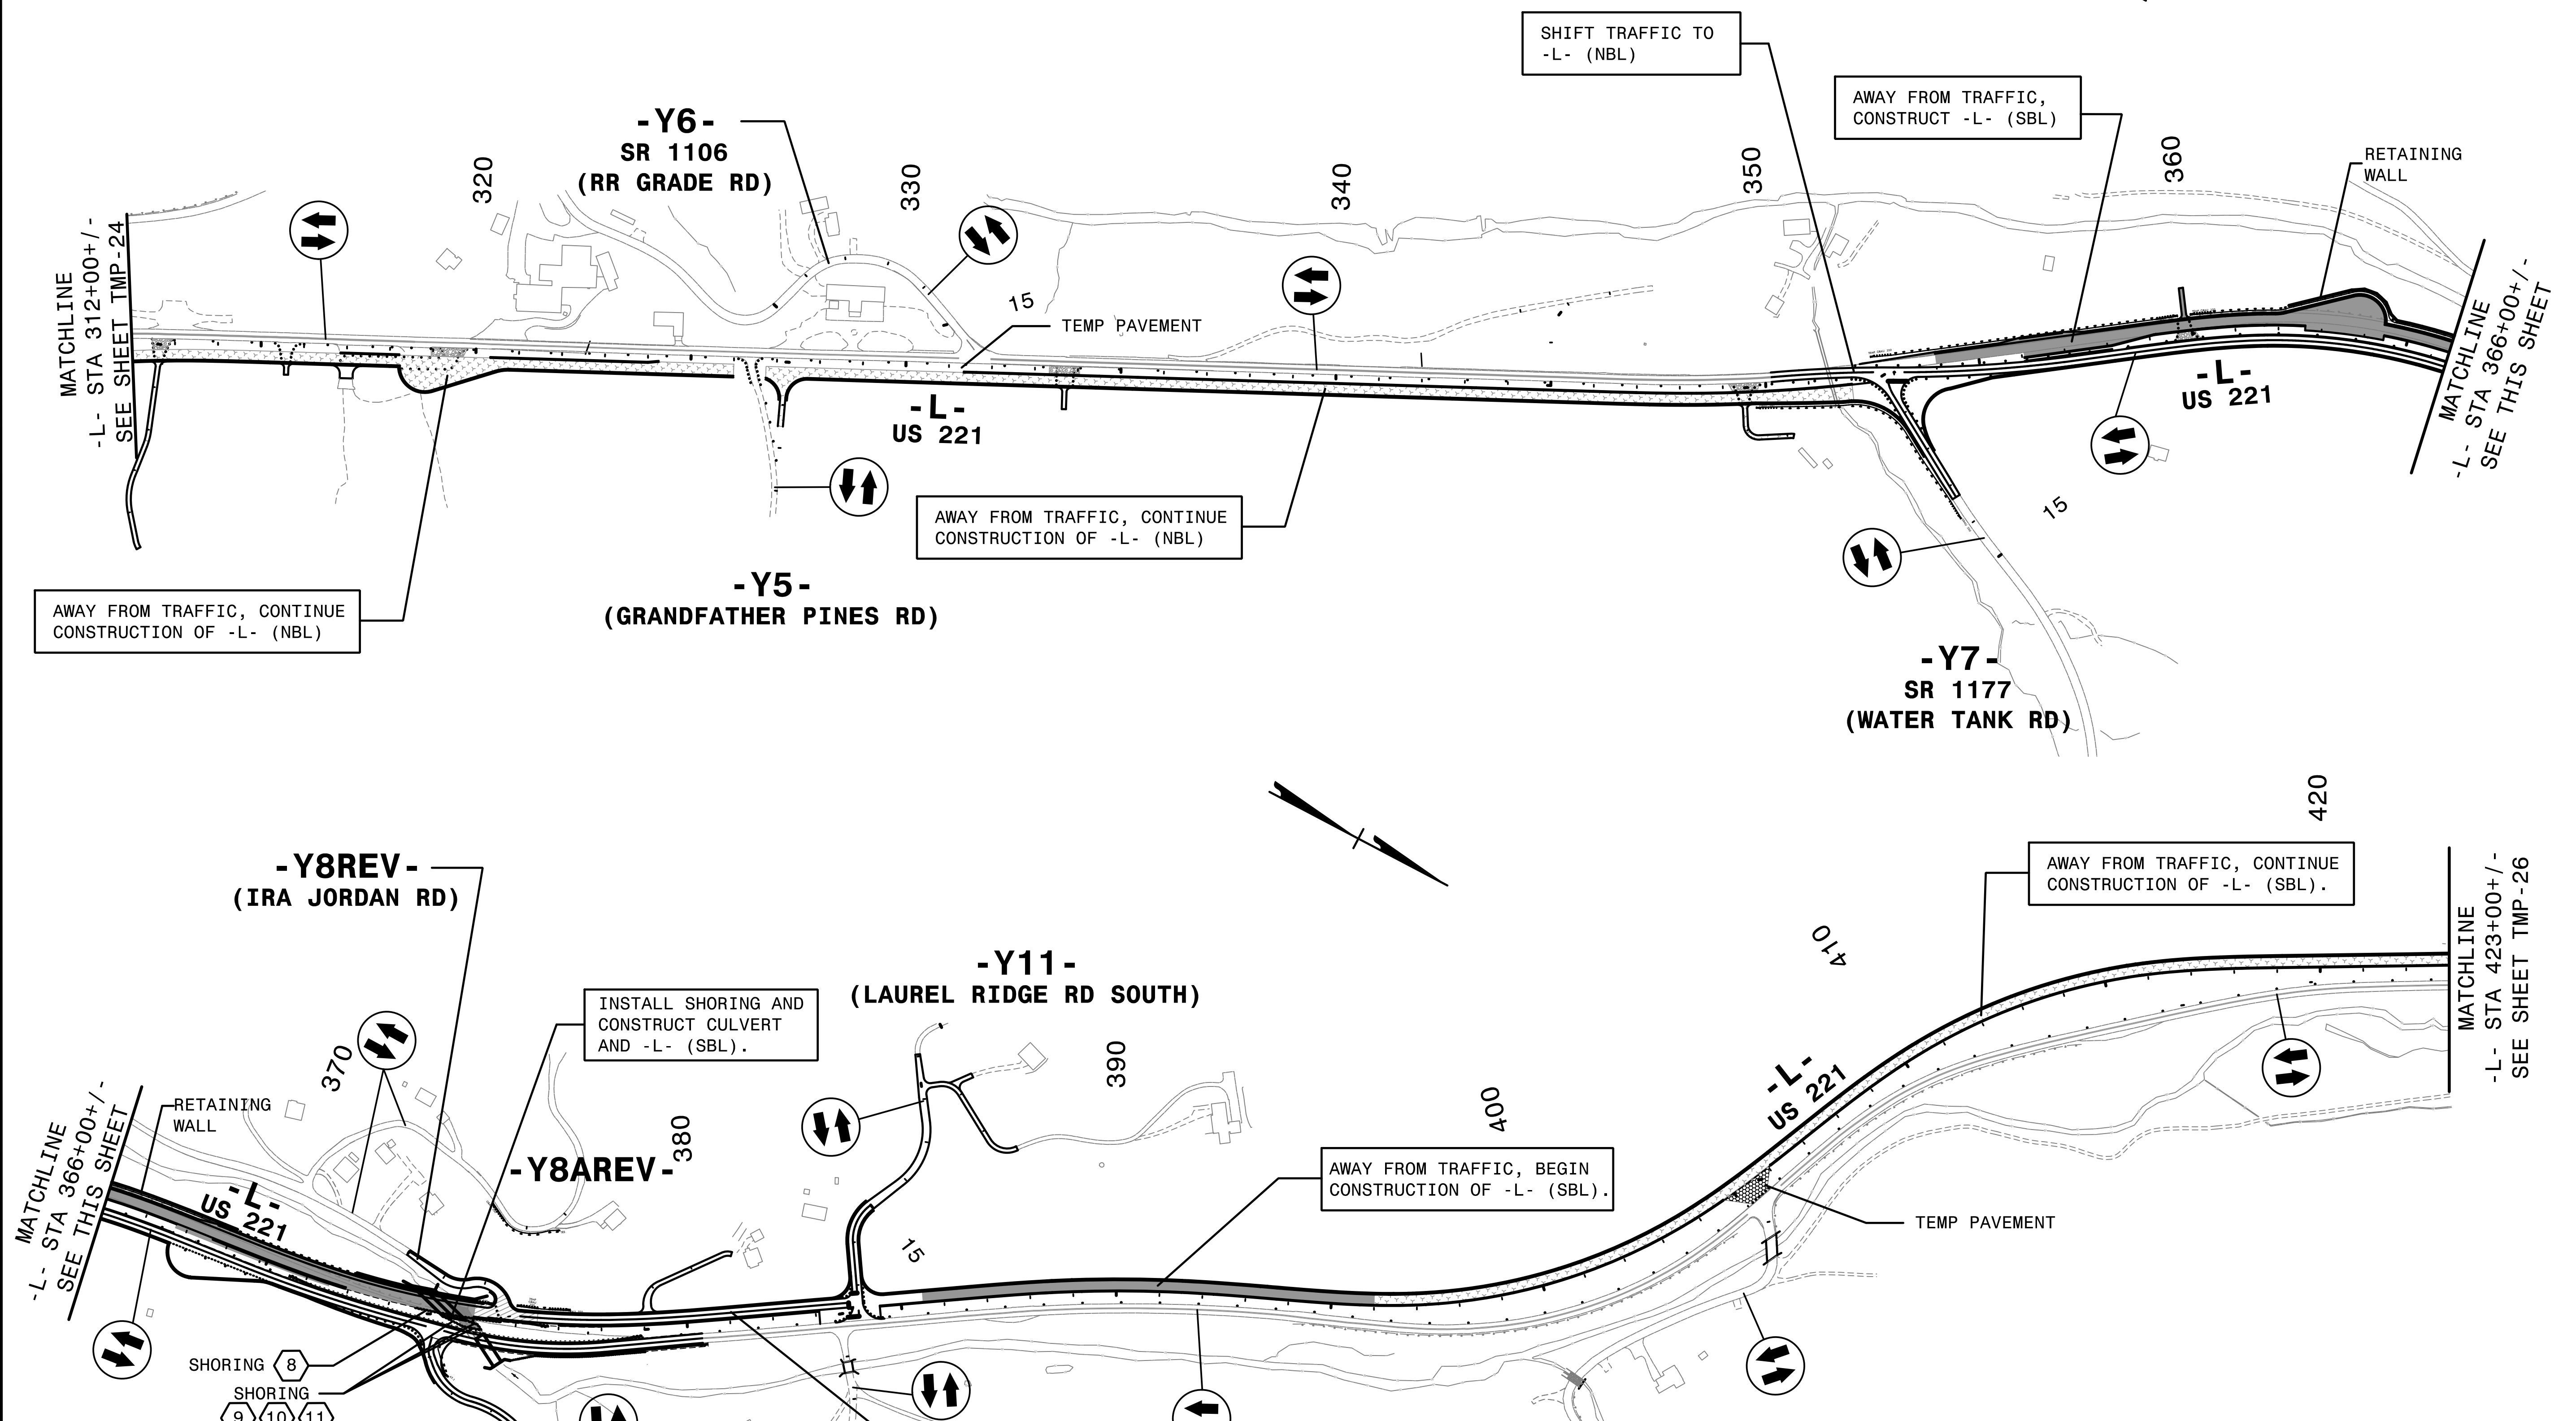 SHIFT TRAFFIC TO
-L- (NBL)
AWAY FROM TRAFFIC,
CONSTRUCT -L- (SBL)
-Y6-
SR 1106
(RR GRADE RD)
320
330
340
350
360
RETAINING
WALL
MATCHLINE
-L- STA 312+00+/-
SEE SHEET TMP-24
15
TEMP PAVEMENT
-L-
US 221
-L-
US 221
MATCHLINE
-L- STA 366+00+/-
SEE THIS SHEET
AWAY FROM TRAFFIC, CONTINUE
CONSTRUCTION OF -L- (NBL)
15
-Y5-
(GRANDFATHER PINES RD)
AWAY FROM TRAFFIC, CONTINUE
CONSTRUCTION OF -L- (NBL)
-Y7-
SR 1177
(WATER TANK RD)
420
-Y8REV-
(IRA JORDAN RD)
AWAY FROM TRAFFIC, CONTINUE
CONSTRUCTION OF -L- (SBL).
MATCHLINE
-L- STA 423+00+/-
SEE SHEET TMP-26
410
-Y11-
(LAUREL RIDGE RD SOUTH)
INSTALL SHORING AND
CONSTRUCT CULVERT
AND -L- (SBL).
370
390
380
400
-L-
US 221
RETAINING
WALL
MATCHLINE
-L- STA 366+00+/-
SEE THIS SHEET
-Y8AREV-
AWAY FROM TRAFFIC, BEGIN
CONSTRUCTION OF -L- (SBL).
-L-
US 221
TEMP PAVEMENT
15
SHORING 8
SHORING
9 10 11